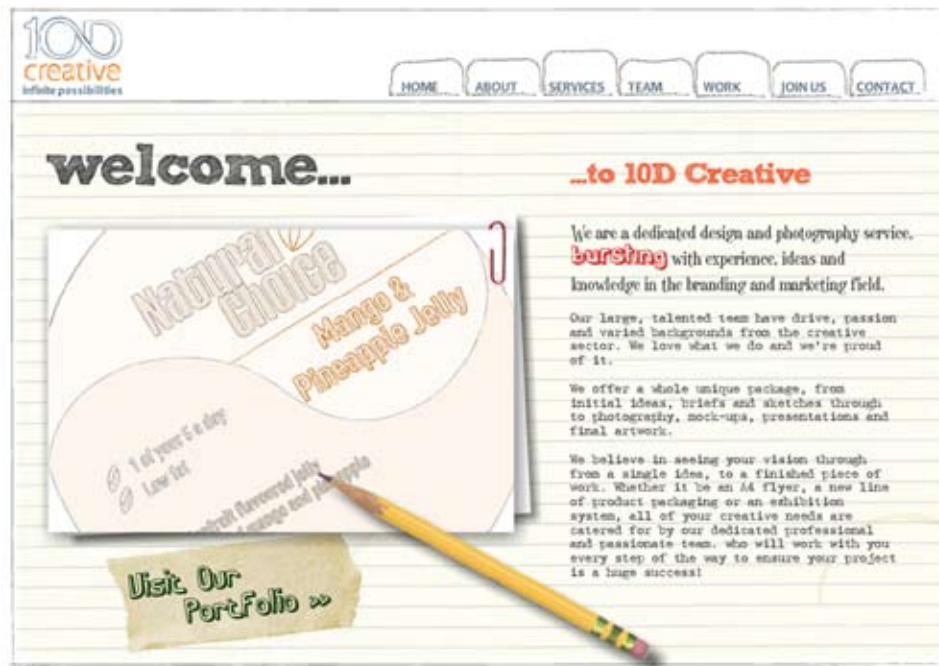 10D
creative
infinite possibilities
HOME ABOUT SERVICES TEAM WORK JOIN US CONTACT
welcome...
Natural
Choice
Mango &
Pineapple Jelly
1 of your 5 a day
Low fat
fruit flavoured jelly
mango and pineapple
Visit Our
Portfolio »
...to 10D Creative
We are a dedicated design and photography service,
bursting with experience, ideas and
knowledge in the branding and marketing field.
Our large, talented team have drive, passion
and varied backgrounds from the creative
sector. We love what we do and we're proud
of it.
We offer a whole unique package, from
initial ideas, briefs and sketches through
to photography, mock-ups, presentations and
final artwork.
We believe in seeing your vision through
from a single idea, to a finished piece of
work. Whether it be an A4 flyer, a new line
of product packaging or an exhibition
system, all of your creative needs are
catered for by our dedicated professional
and passionate team, who will work with you
every step of the way to ensure your project
is a huge success!